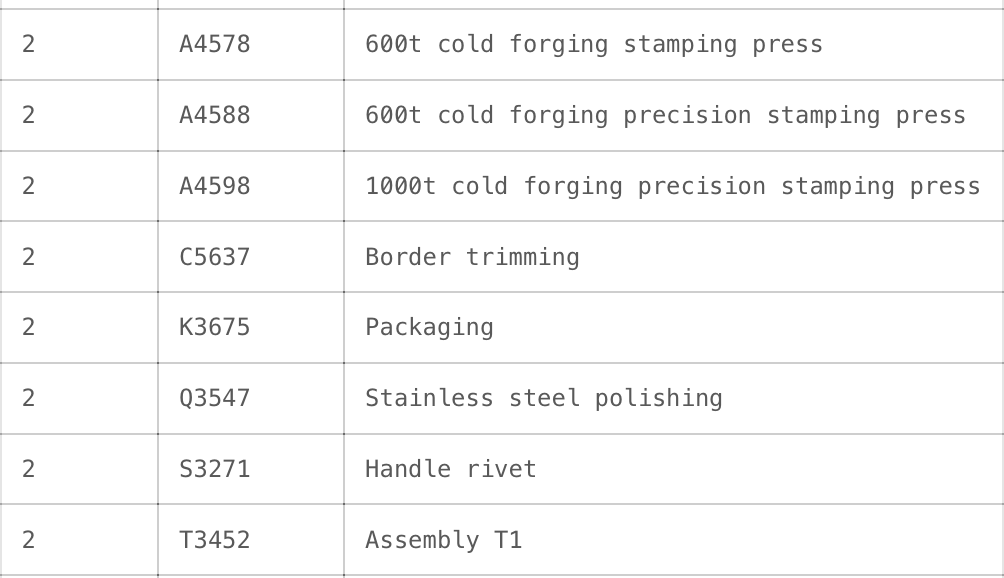 2 A4578 600t cold forging stamping press
2 A4588 600t cold forging precision stamping press
2 A4598 1000t cold forging precision stamping press
2 C5637 Border trimming
2 K3675 Packaging
2 Q3547 Stainless steel polishing
2 S3271 Handle rivet
2 T3452 Assembly T1